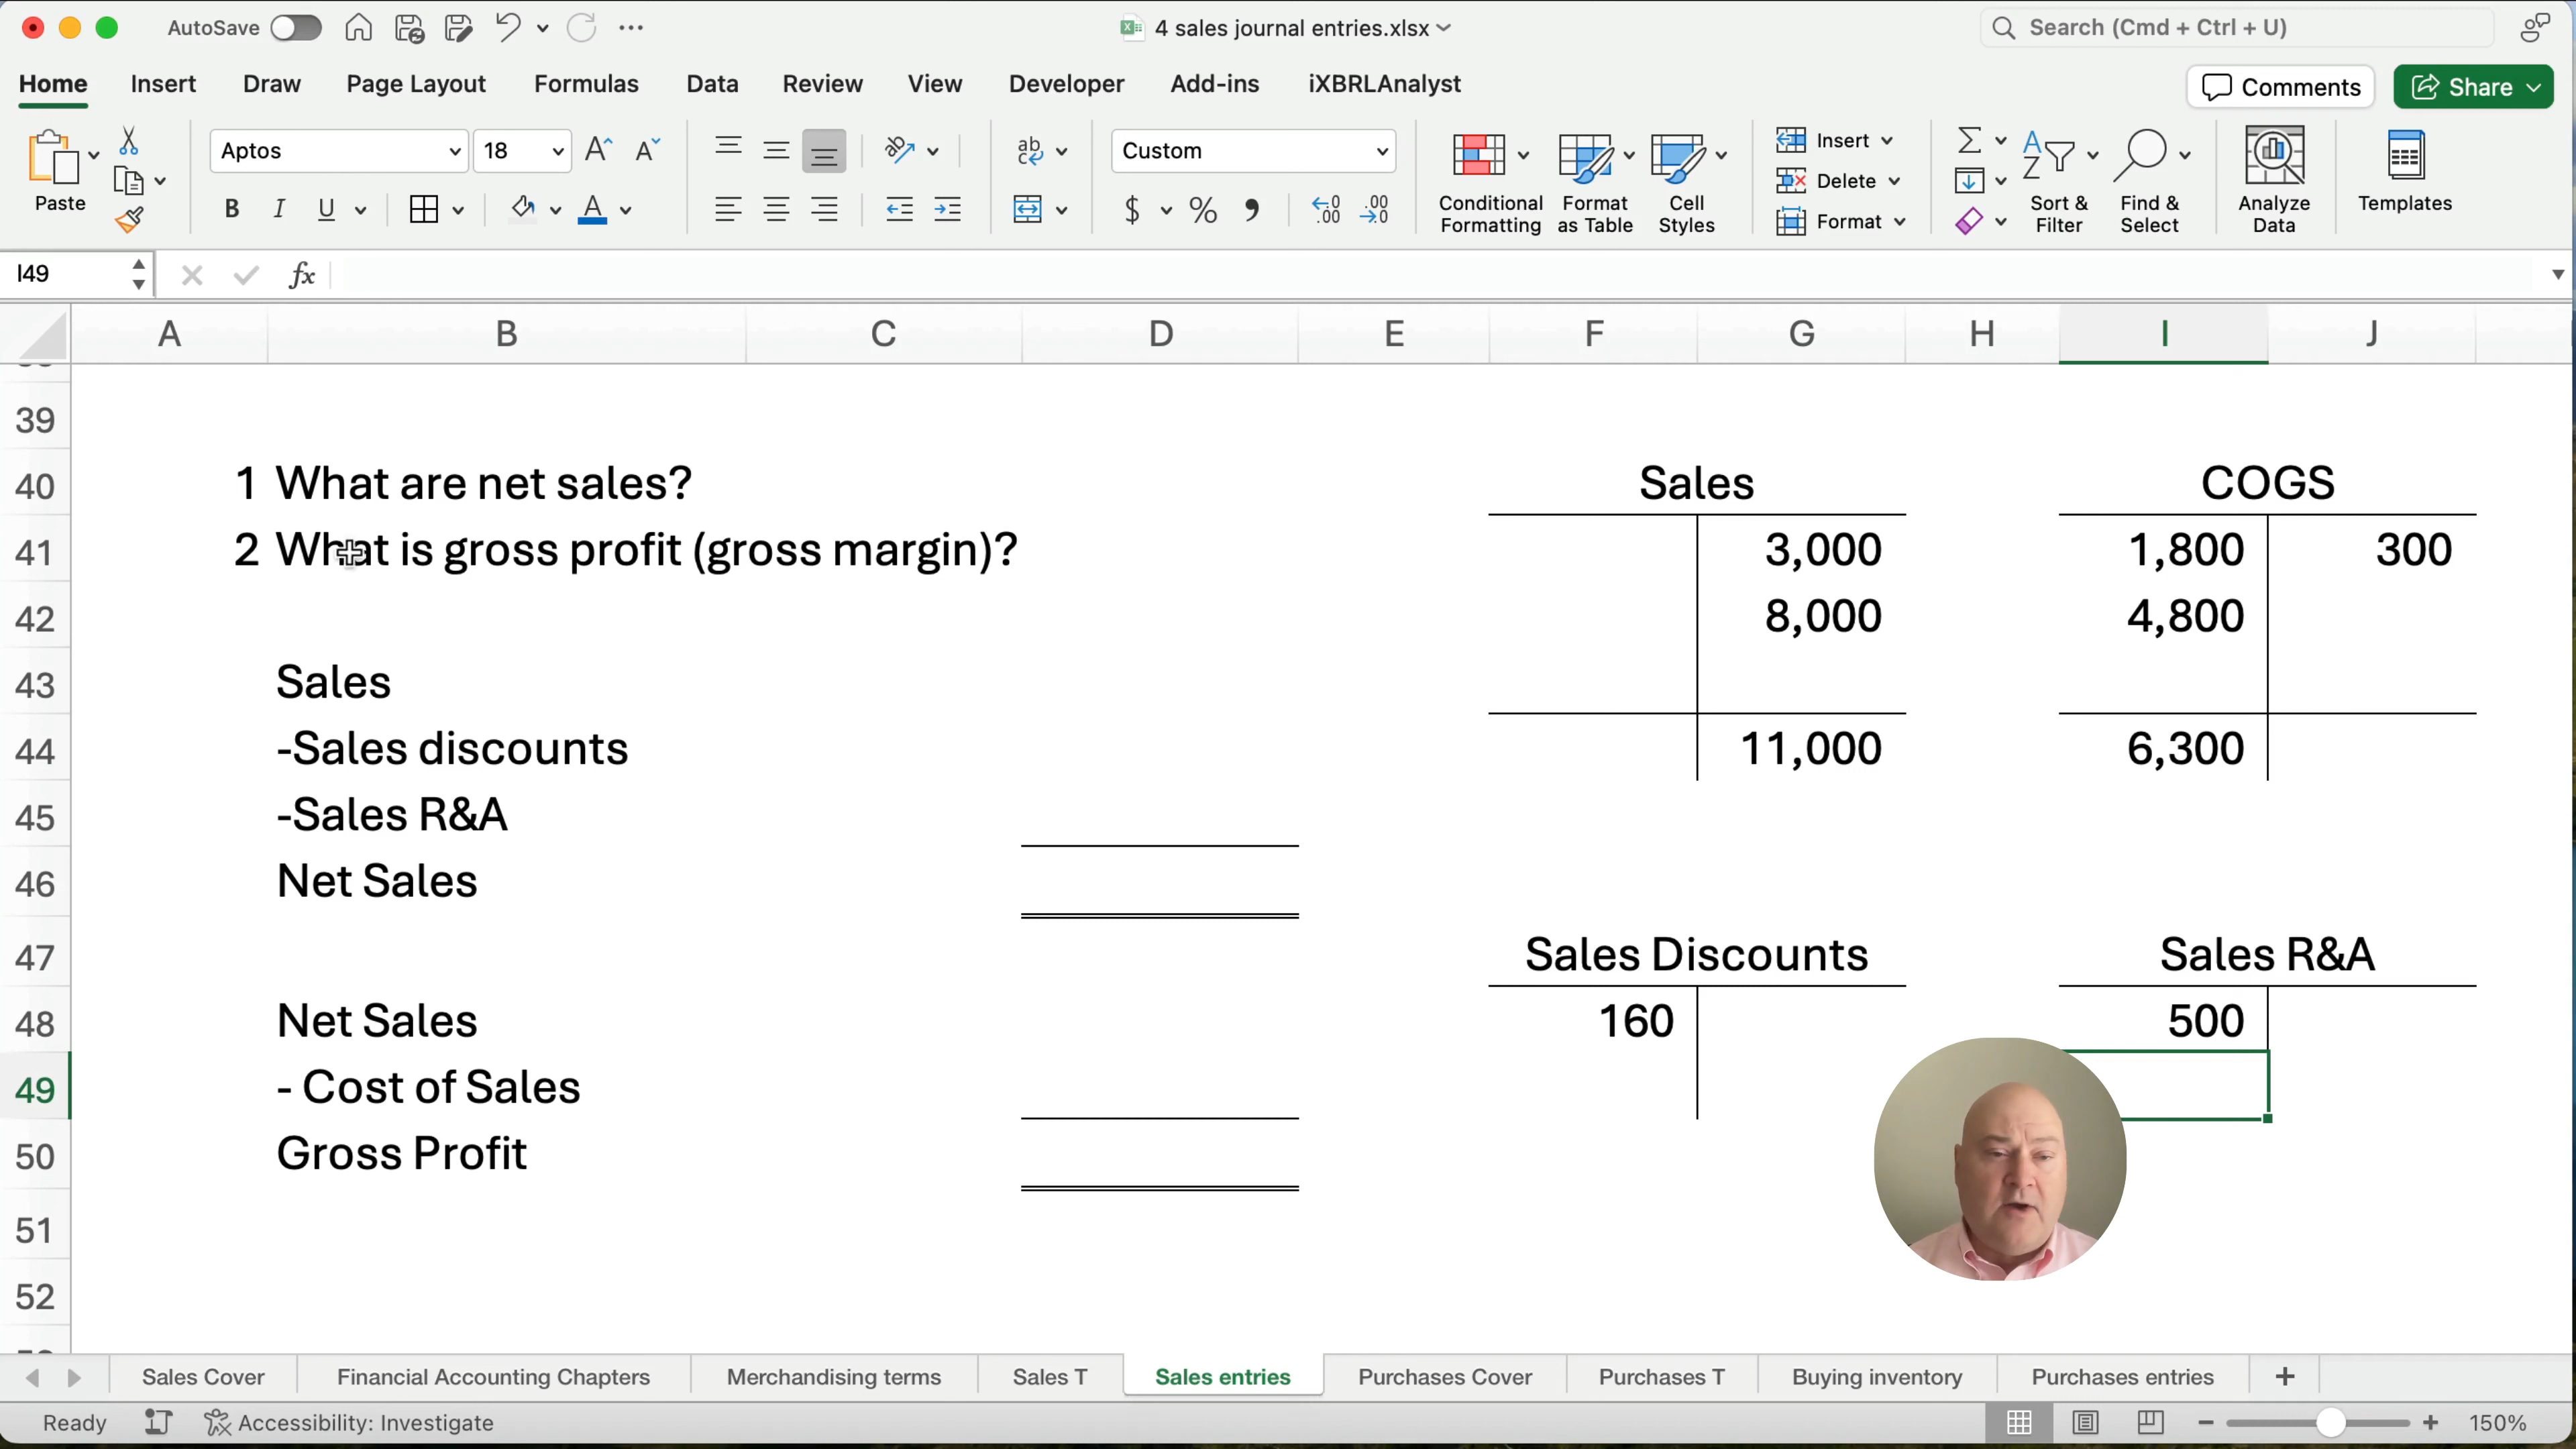 AutoSave
4 sales journal entries.xlsx
Search (Cmd + Ctrl + U)
Home Insert Draw Page Layout Formulas Data Review View Developer Add-ins iXBRLAnalyst
Comments Share
Paste
Aptos 18
B I U
Custom
$ % 9
Conditional Formatting
Format as Table
Cell Styles
Insert
Delete
Format
Sort & Filter
Find & Select
Analyze Data
Templates
I49 fx
A B C D E F G H I J
39
40 1 What are net sales? Sales COGS
41 2 What is gross profit (gross margin)? 3,000 1,800 300
42 8,000 4,800
43 Sales
44 -Sales discounts 11,000 6,300
45 -Sales R&A
46 Net Sales
47 Sales Discounts Sales R&A
48 Net Sales 160 500
49 - Cost of Sales
50 Gross Profit
51
52
Sales Cover Financial Accounting Chapters Merchandising terms Sales T Sales entries Purchases Cover Purchases T Buying inventory Purchases entries +
Ready Accessibility: Investigate 150%